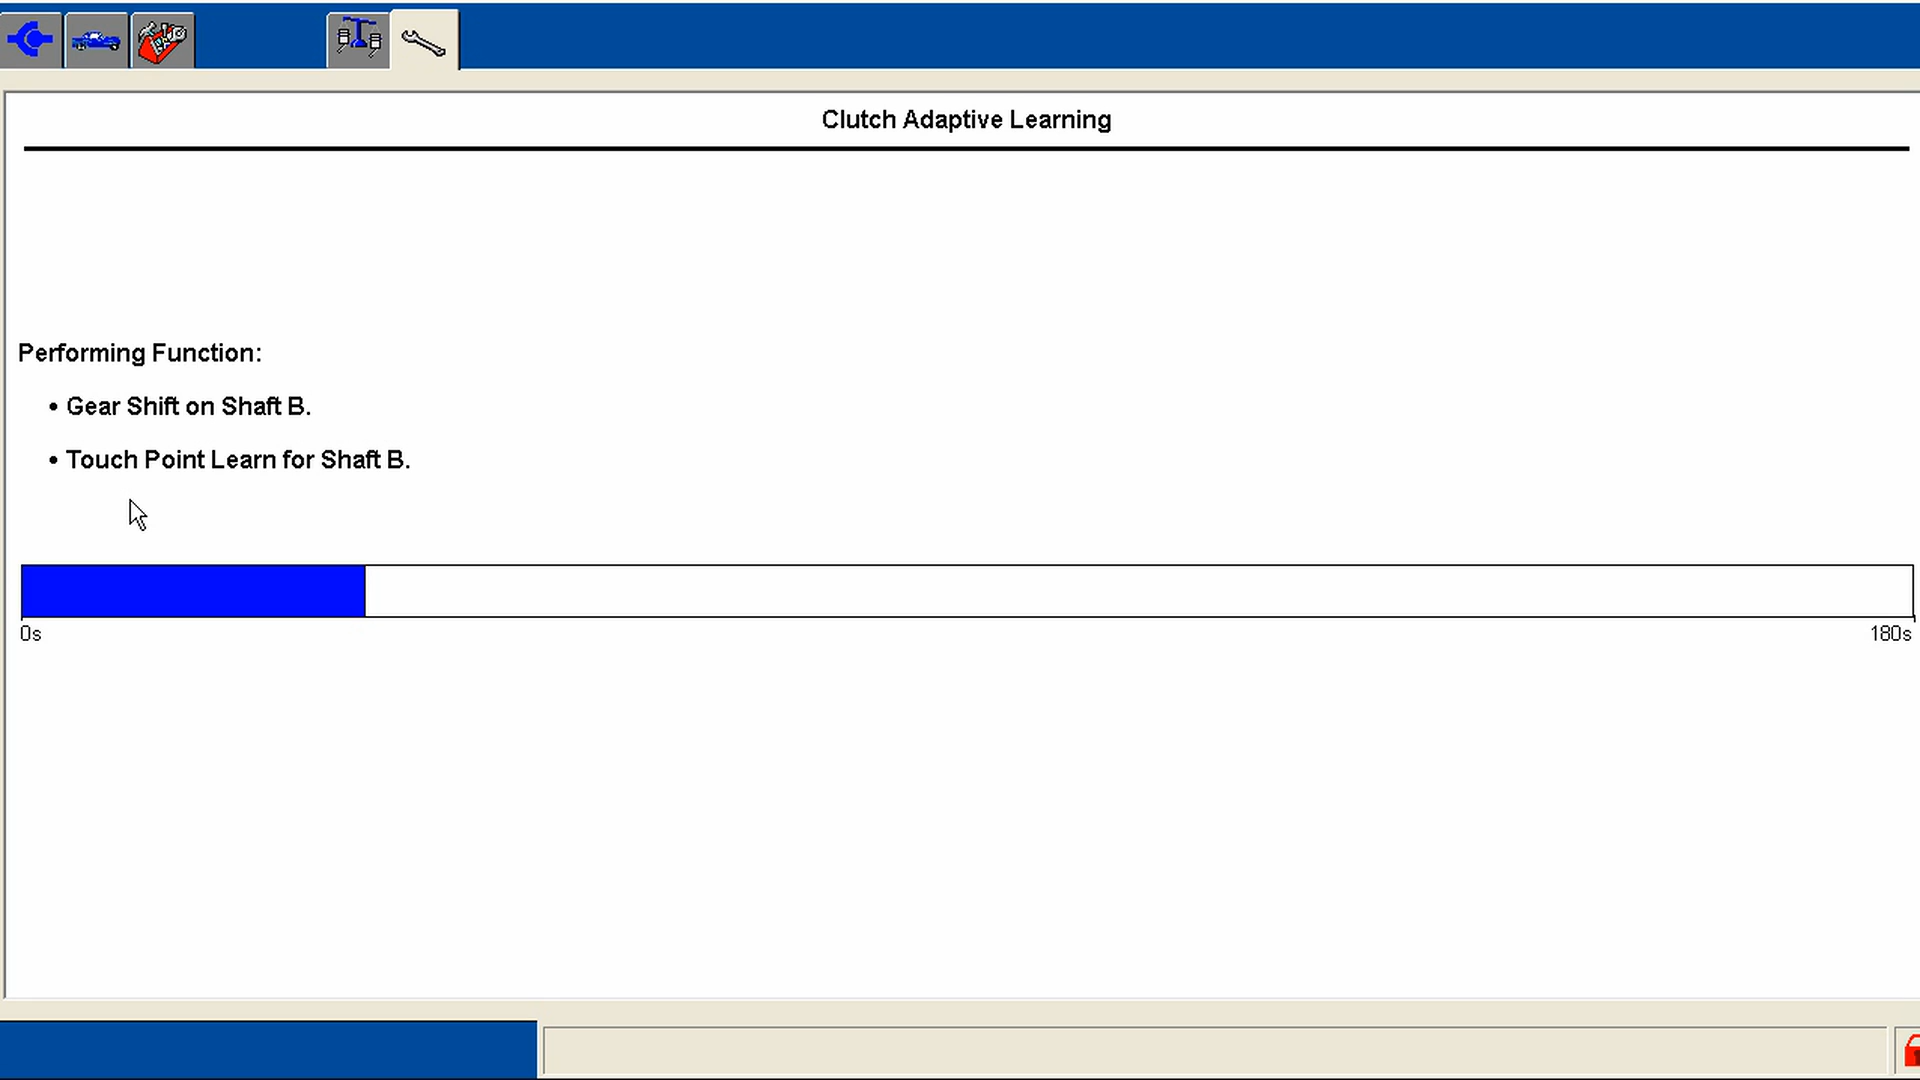 Clutch Adaptive Learning
Performing Function:
• Gear Shift on Shaft B.
• Touch Point Learn for Shaft B.
0s
180s